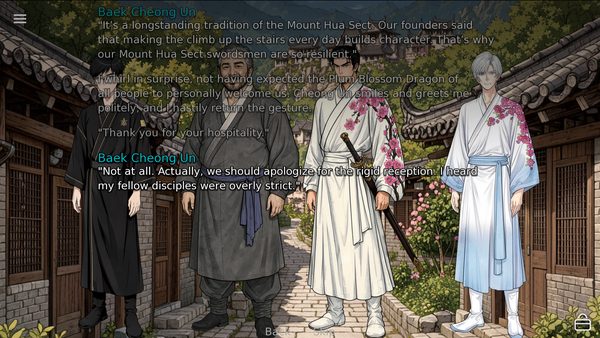 Baek Cheong Un
"It's a longstanding tradition of the Mount Hua Sect. Our founders said
that making the climb up the stairs every day builds character. That's why
our Mount Hua Sect swordsmen are so resilient."
I whirl in surprise, not having expected the Plum Blossom Dragon of
all people to personally welcome us. Cheong Un smiles and greets me
politely, and I hastily return the gesture.
"Thank you for your hospitality."
Baek Cheong Un
"Not at all. Actually, we should apologize for the rigid reception. I heard
my fellow disciples were overly strict."